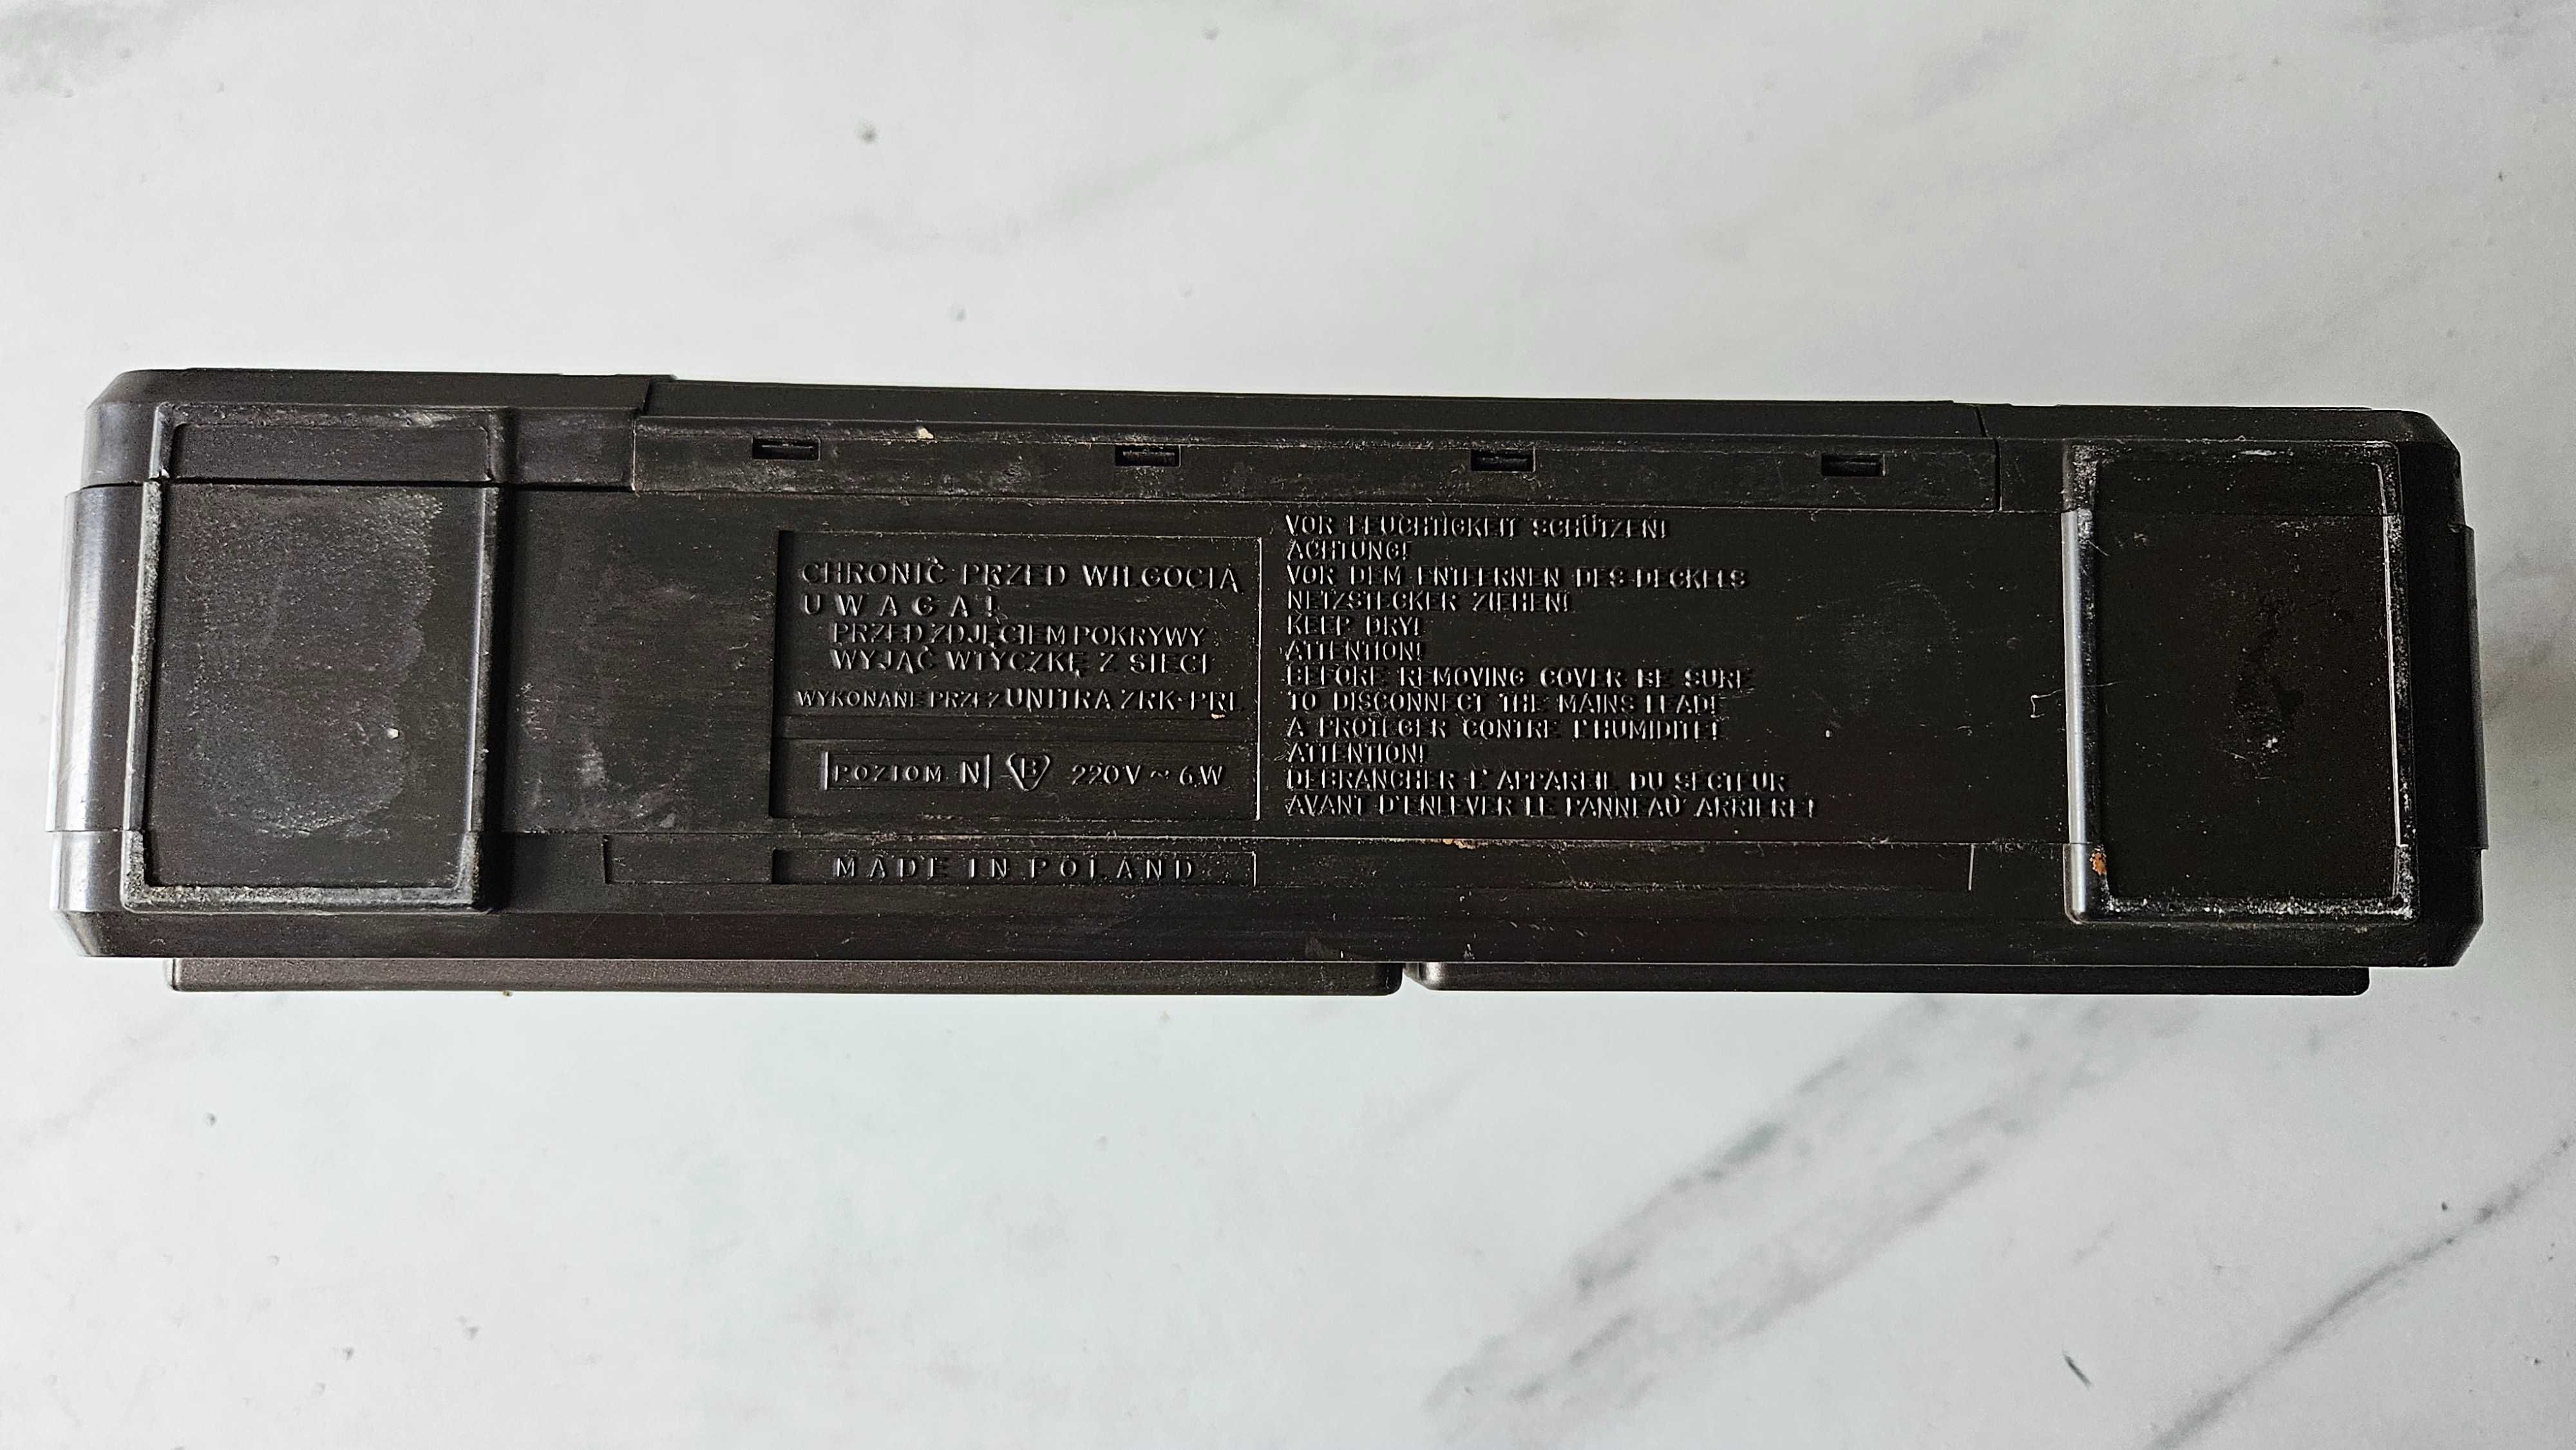 CHRONIĆ PRZED WILGOCIĄ
UWAGA!
PRZED ZDJĘCIEM POKRYWY
WYJĄĆ WTYCZKĘ Z SIECI
WYKONANE PRZEZ UNITRA ZRK-PRL
POZIOM N B 220V ~ 6W
MADE IN POLAND
VOR FEUCHTIGKEIT SCHÜTZEN!
ACHTUNG!
VOR DEM ENTFERNEN DES DECKELS
NETZSTECKER ZIEHEN!
KEEP DRY!
ATTENTION!
BEFORE REMOVING COVER BE SURE
TO DISCONNECT THE MAINS LEAD!
A PROTEGER CONTRE L'HUMIDITE!
ATTENTION!
DEBRANCHER L'APPAREIL DU SECTEUR
AVANT D'ENLEVER LE PANNEAU ARRIERE!